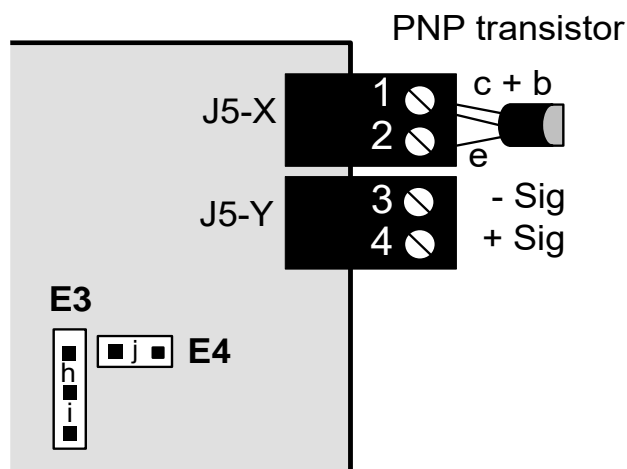 PNP transistor
c + b
J5-X
1
2
e
J5-Y
3
- Sig
4
+ Sig
E3
h
j
E4
i